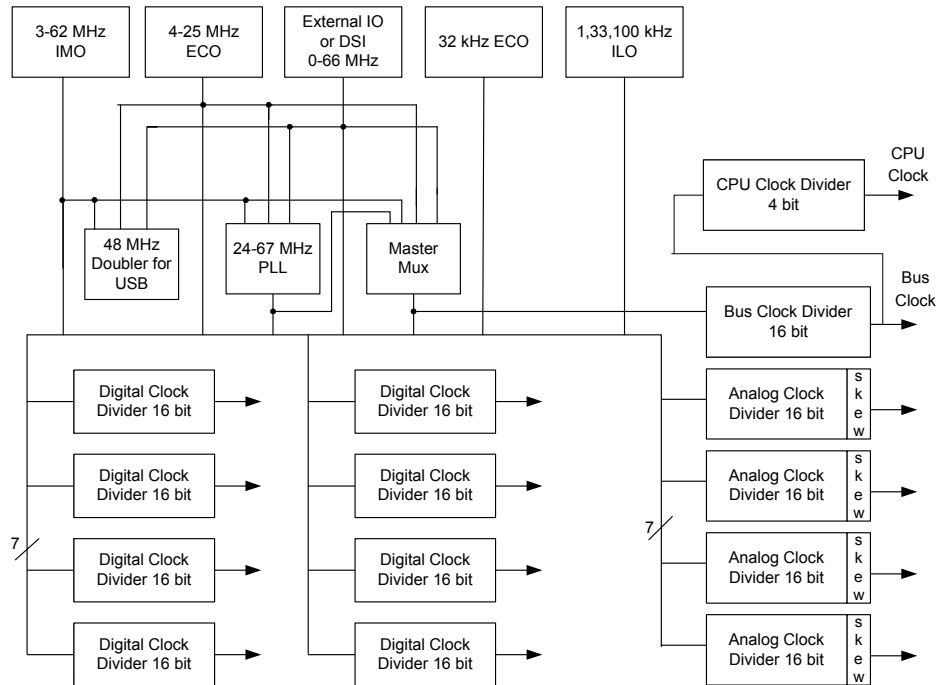 3-62 MHz
IMO
4-25 MHz
ECO
External IO
or DSI
0-66 MHz
32 kHz ECO
1,33,100 kHz
ILO
CPU
Clock
CPU Clock Divider
4 bit
48 MHz
Doubler for
USB
24-67 MHz
PLL
Master
Mux
Bus
Clock
Bus Clock Divider
16 bit
Digital Clock
Divider 16 bit
Digital Clock
Divider 16 bit
Analog Clock
Divider 16 bit
s
k
e
w
Digital Clock
Divider 16 bit
Digital Clock
Divider 16 bit
Analog Clock
Divider 16 bit
s
k
e
w
7
7
Digital Clock
Divider 16 bit
Digital Clock
Divider 16 bit
Analog Clock
Divider 16 bit
s
k
e
w
Digital Clock
Divider 16 bit
Digital Clock
Divider 16 bit
Analog Clock
Divider 16 bit
s
k
e
w